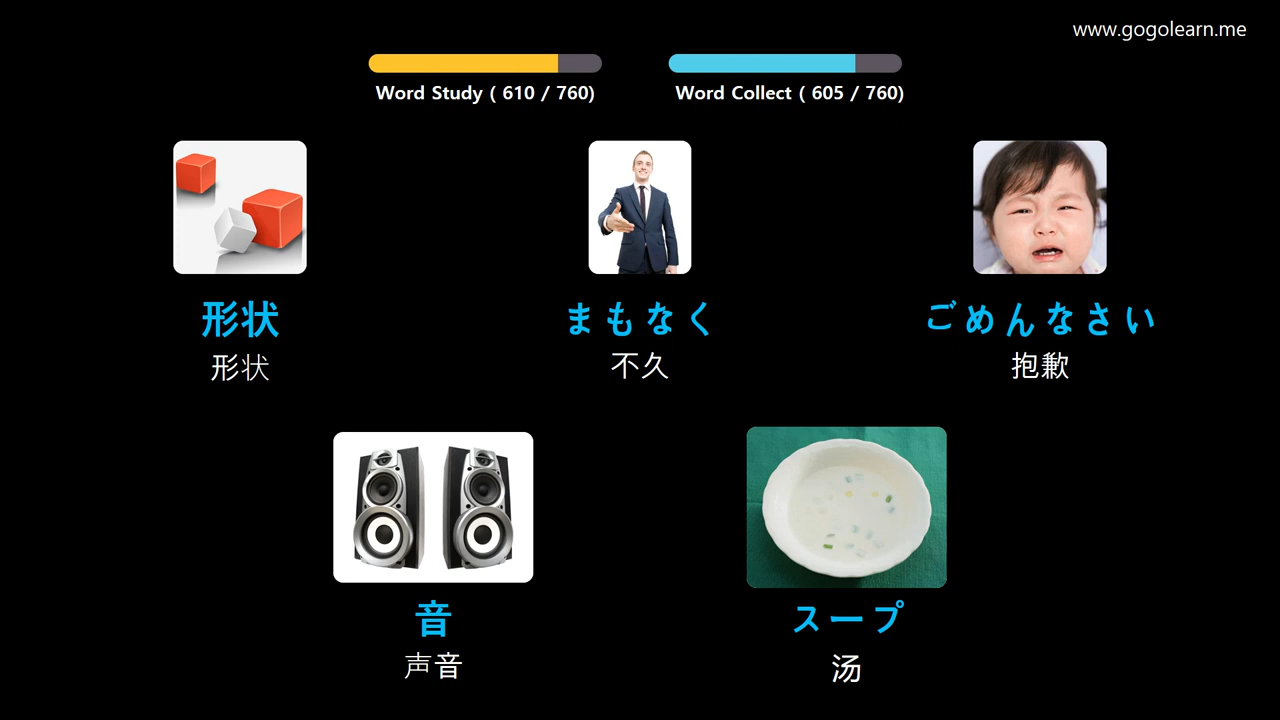 www.gogolearn.me
Word Study ( 610 / 760)
Word Collect ( 605 / 760)
形状
まもなく
ごめんなさい
形状
不久
抱歉
音
スープ
声音
汤